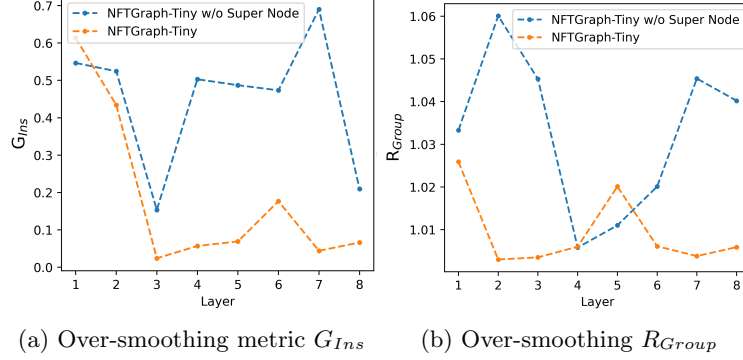 NFTGraph-Tiny w/o Super Node
NFTGraph-Tiny
0.7
0.6
0.5
0.4
0.3
0.2
0.1
0.0
G_Ins
1 2 3 4 5 6 7 8
Layer
(a) Over-smoothing metric G_Ins
NFTGraph-Tiny w/o Super Node
NFTGraph-Tiny
1.06
1.05
1.04
1.03
1.02
1.01
R_Group
1 2 3 4 5 6 7 8
Layer
(b) Over-smoothing R_Group